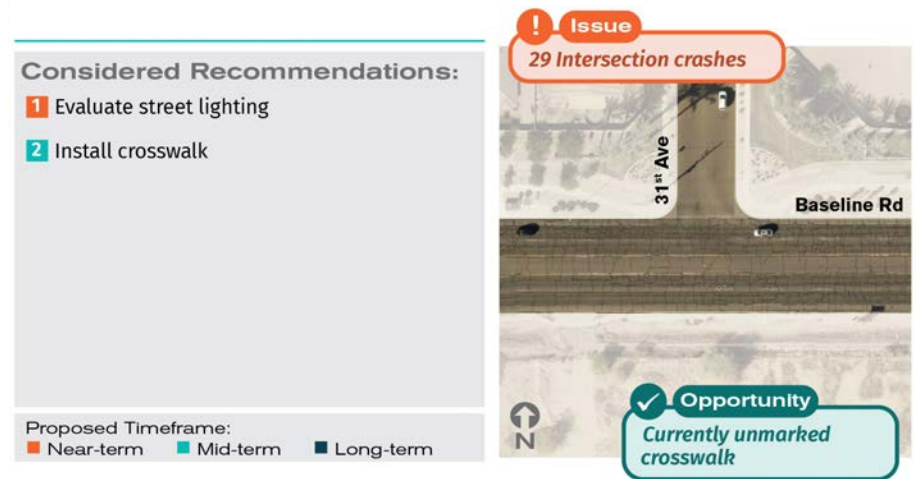 Considered Recommendations:
1 Evaluate street lighting
2 Install crosswalk
Proposed Timeframe:
Near-term Mid-term Long-term
! Issue
29 Intersection crashes
31st Ave
Baseline Rd
N
Opportunity
Currently unmarked
crosswalk